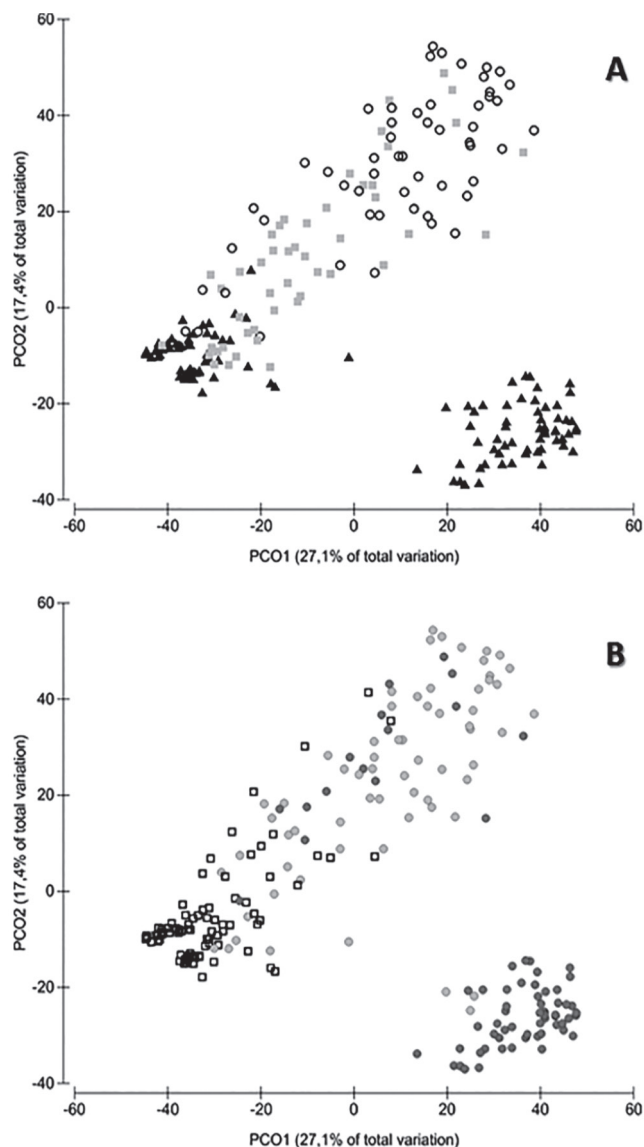 A
60
40
20
0
-20
-40
PCO2 (17,4% of total variation)
-60 -40 -20 0 20 40 60
PCO1 (27,1% of total variation)
B
60
40
20
0
-20
-40
PCO2 (17,4% of total variation)
-60 -40 -20 0 20 40 60
PCO1 (27,1% of total variation)